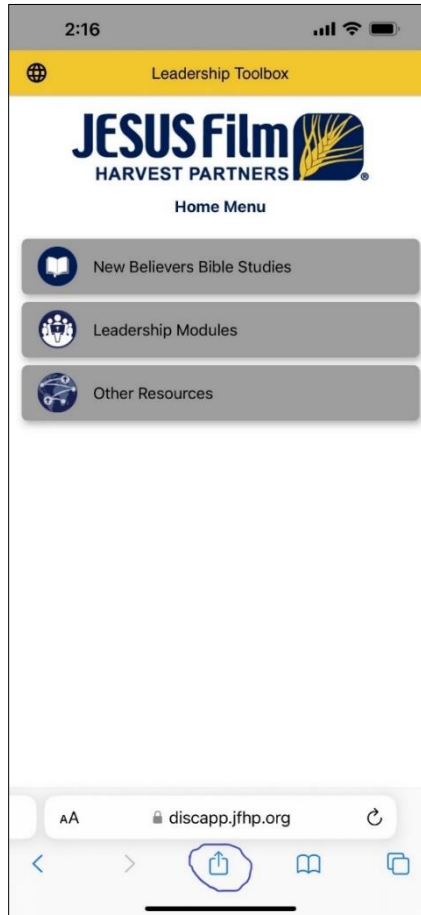 2:16
Leadership Toolbox
JESUS Film
HARVEST PARTNERS ®
Home Menu
New Believers Bible Studies
Leadership Modules
Other Resources
AA discapp.jfhp.org